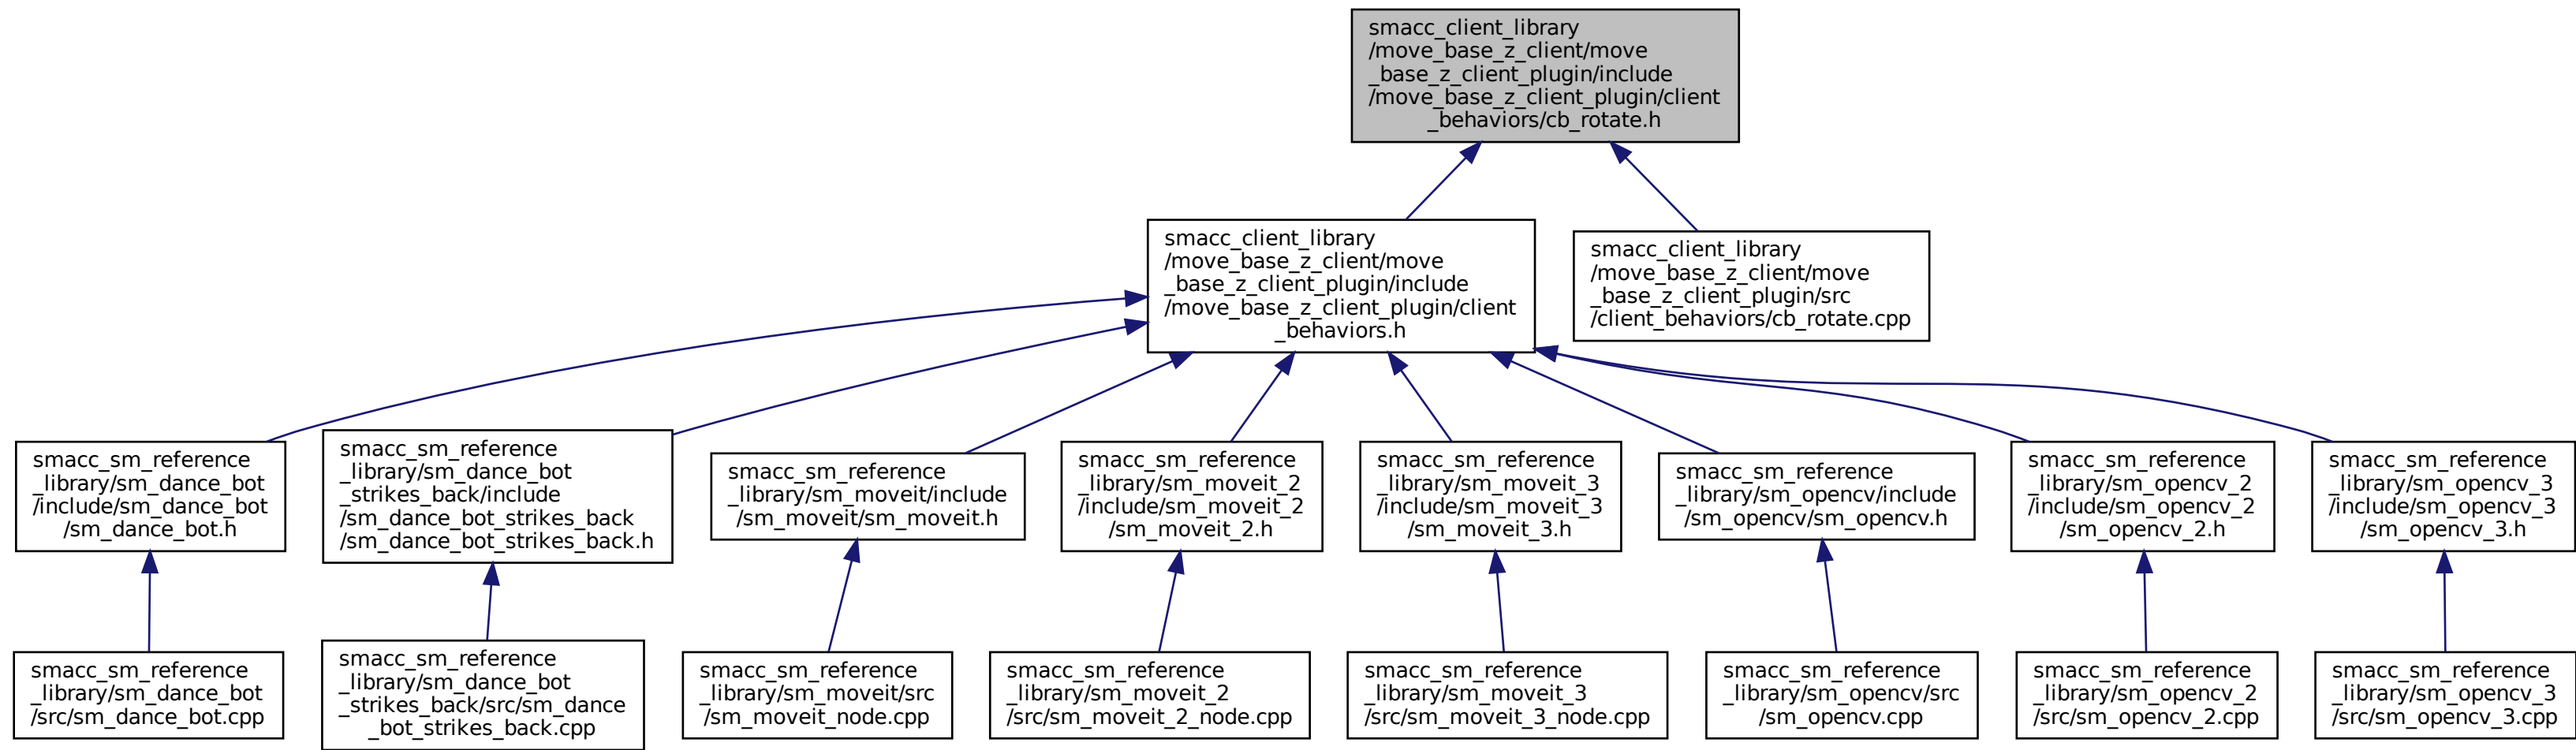 smacc_client_library
/move_base_z_client/move
_base_z_client_plugin/include
/move_base_z_client_plugin/client
_behaviors/cb_rotate.h
smacc_client_library
/move_base_z_client/move
_base_z_client_plugin/include
/move_base_z_client_plugin/client
_behaviors.h
smacc_client_library
/move_base_z_client/move
_base_z_client_plugin/src
/client_behaviors/cb_rotate.cpp
smacc_sm_reference
_library/sm_dance_bot
/include/sm_dance_bot
/sm_dance_bot.h
smacc_sm_reference
_library/sm_dance_bot
_strikes_back/include
/sm_dance_bot_strikes_back
/sm_dance_bot_strikes_back.h
smacc_sm_reference
_library/sm_moveit/include
/sm_moveit/sm_moveit.h
smacc_sm_reference
_library/sm_moveit_2
/include/sm_moveit_2
/sm_moveit_2.h
smacc_sm_reference
_library/sm_moveit_3
/include/sm_moveit_3
/sm_moveit_3.h
smacc_sm_reference
_library/sm_opencv/include
/sm_opencv/sm_opencv.h
smacc_sm_reference
_library/sm_opencv_2
/include/sm_opencv_2
/sm_opencv_2.h
smacc_sm_reference
_library/sm_opencv_3
/include/sm_opencv_3
/sm_opencv_3.h
smacc_sm_reference
_library/sm_dance_bot
/src/sm_dance_bot.cpp
smacc_sm_reference
_library/sm_dance_bot
_strikes_back/src/sm_dance
_bot_strikes_back.cpp
smacc_sm_reference
_library/sm_moveit/src
/sm_moveit_node.cpp
smacc_sm_reference
_library/sm_moveit_2
/src/sm_moveit_2_node.cpp
smacc_sm_reference
_library/sm_moveit_3
/src/sm_moveit_3_node.cpp
smacc_sm_reference
_library/sm_opencv/src
/sm_opencv.cpp
smacc_sm_reference
_library/sm_opencv_2
/src/sm_opencv_2.cpp
smacc_sm_reference
_library/sm_opencv_3
/src/sm_opencv_3.cpp